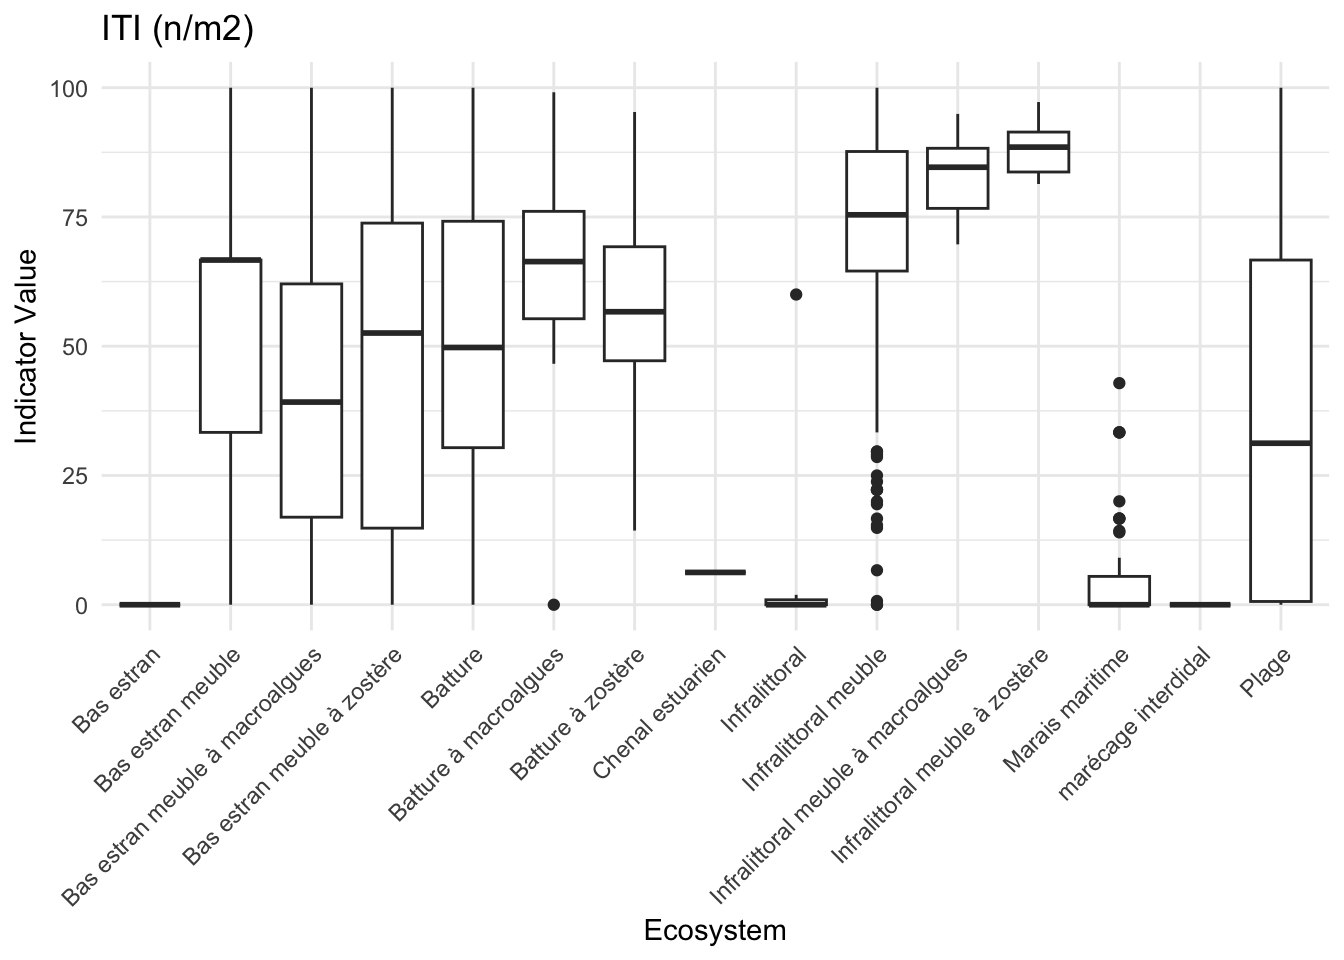 ITI (n/m2)
Indicator Value
100
75
50
25
0
Bas estran
Bas estran meuble
Bas estran meuble à macroalgues
Bas estran meuble à zostère
Batture
Batture à macroalgues
Batture à zostère
Chenal estuarien
Infralittoral
Infralittoral meuble
Infralittoral meuble à macroalgues
Infralittoral meuble à zostère
Marais maritime
marécage interdidal
Plage
Ecosystem